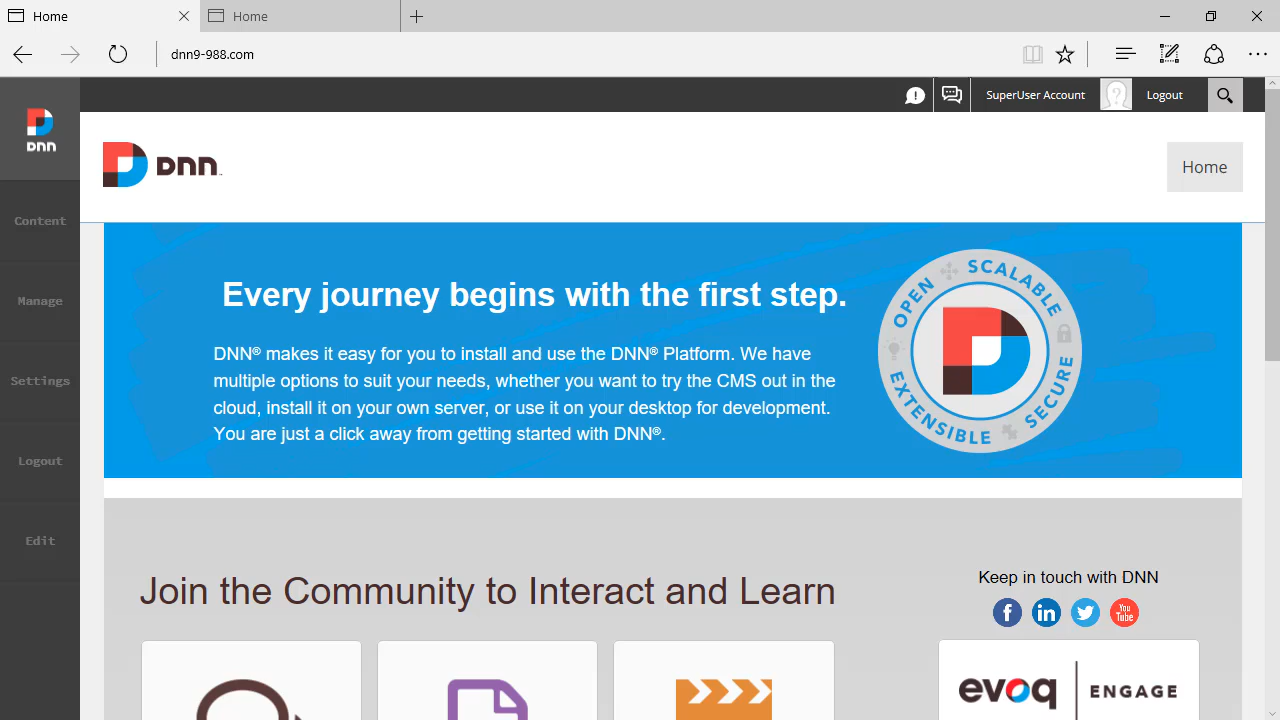 Home
Home
dnn9-988.com
SuperUser Account
Logout
DNN
DNN
Home
Content
Manage
Settings
Logout
Edit
Every journey begins with the first step.
DNN® makes it easy for you to install and use the DNN® Platform. We have
multiple options to suit your needs, whether you want to try the CMS out in the
cloud, install it on your own server, or use it on your desktop for development.
You are just a click away from getting started with DNN®.
OPEN
SCALABLE
EXTENSIBLE
SECURE
Join the Community to Interact and Learn
Keep in touch with DNN
f
in
You
Tube
evoq ENGAGE